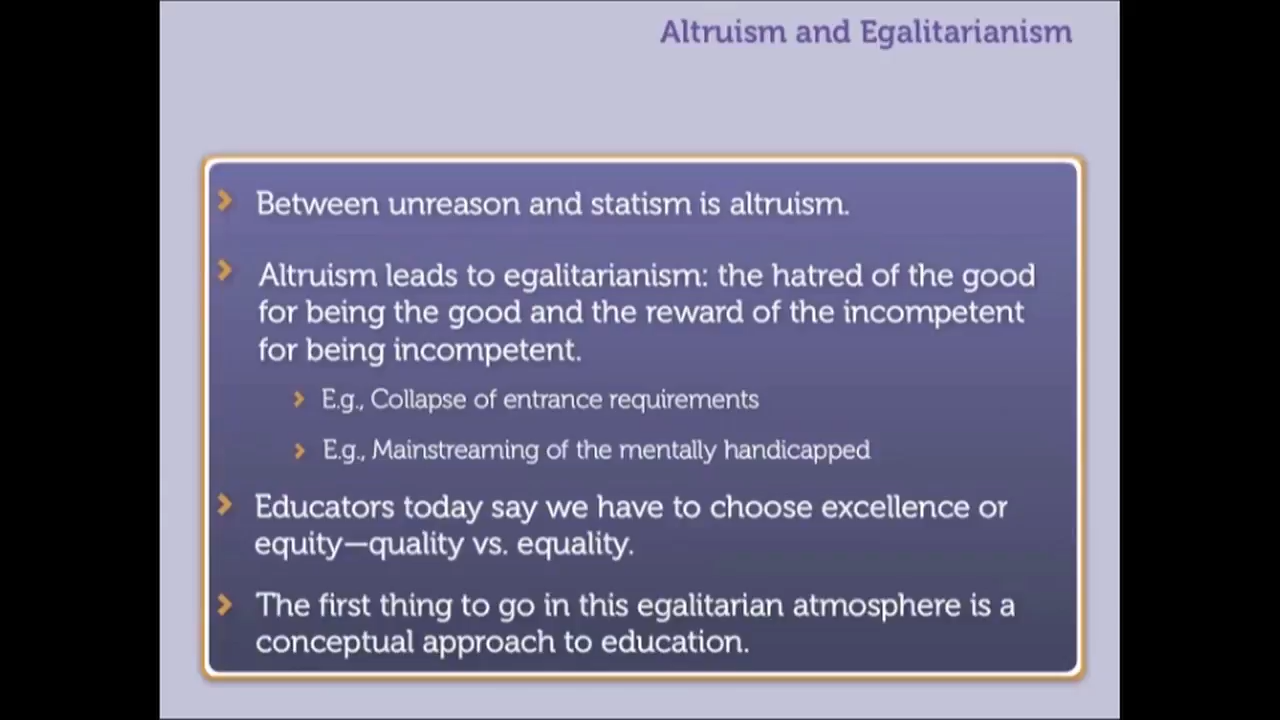 Altruism and Egalitarianism
Between unreason and statism is altruism.
Altruism leads to egalitarianism: the hatred of the good
for being the good and the reward of the incompetent
for being incompetent.
E.g., Collapse of entrance requirements
E.g., Mainstreaming of the mentally handicapped
Educators today say we have to choose excellence or
equity—quality vs. equality.
The first thing to go in this egalitarian atmosphere is a
conceptual approach to education.